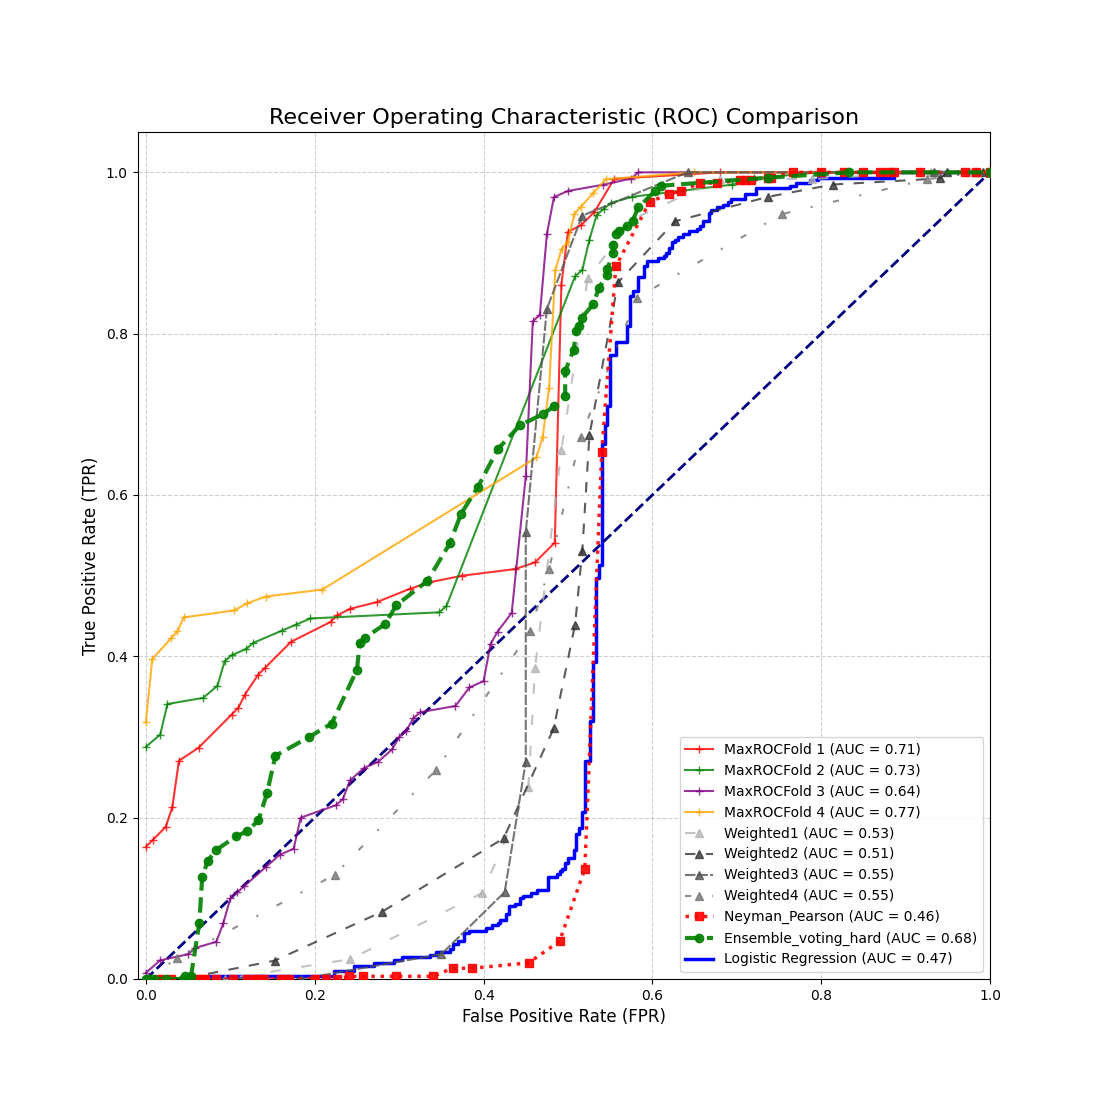 Receiver Operating Characteristic (ROC) Comparison
True Positive Rate (TPR)
1.0
0.8
0.6
0.4
0.2
0.0
MaxROCFold 1 (AUC = 0.71)
MaxROCFold 2 (AUC = 0.73)
MaxROCFold 3 (AUC = 0.64)
MaxROCFold 4 (AUC = 0.77)
Weighted1 (AUC = 0.53)
Weighted2 (AUC = 0.51)
Weighted3 (AUC = 0.55)
Weighted4 (AUC = 0.55)
Neyman_Pearson (AUC = 0.46)
Ensemble_voting_hard (AUC = 0.68)
Logistic Regression (AUC = 0.47)
0.0 0.2 0.4 0.6 0.8 1.0
False Positive Rate (FPR)